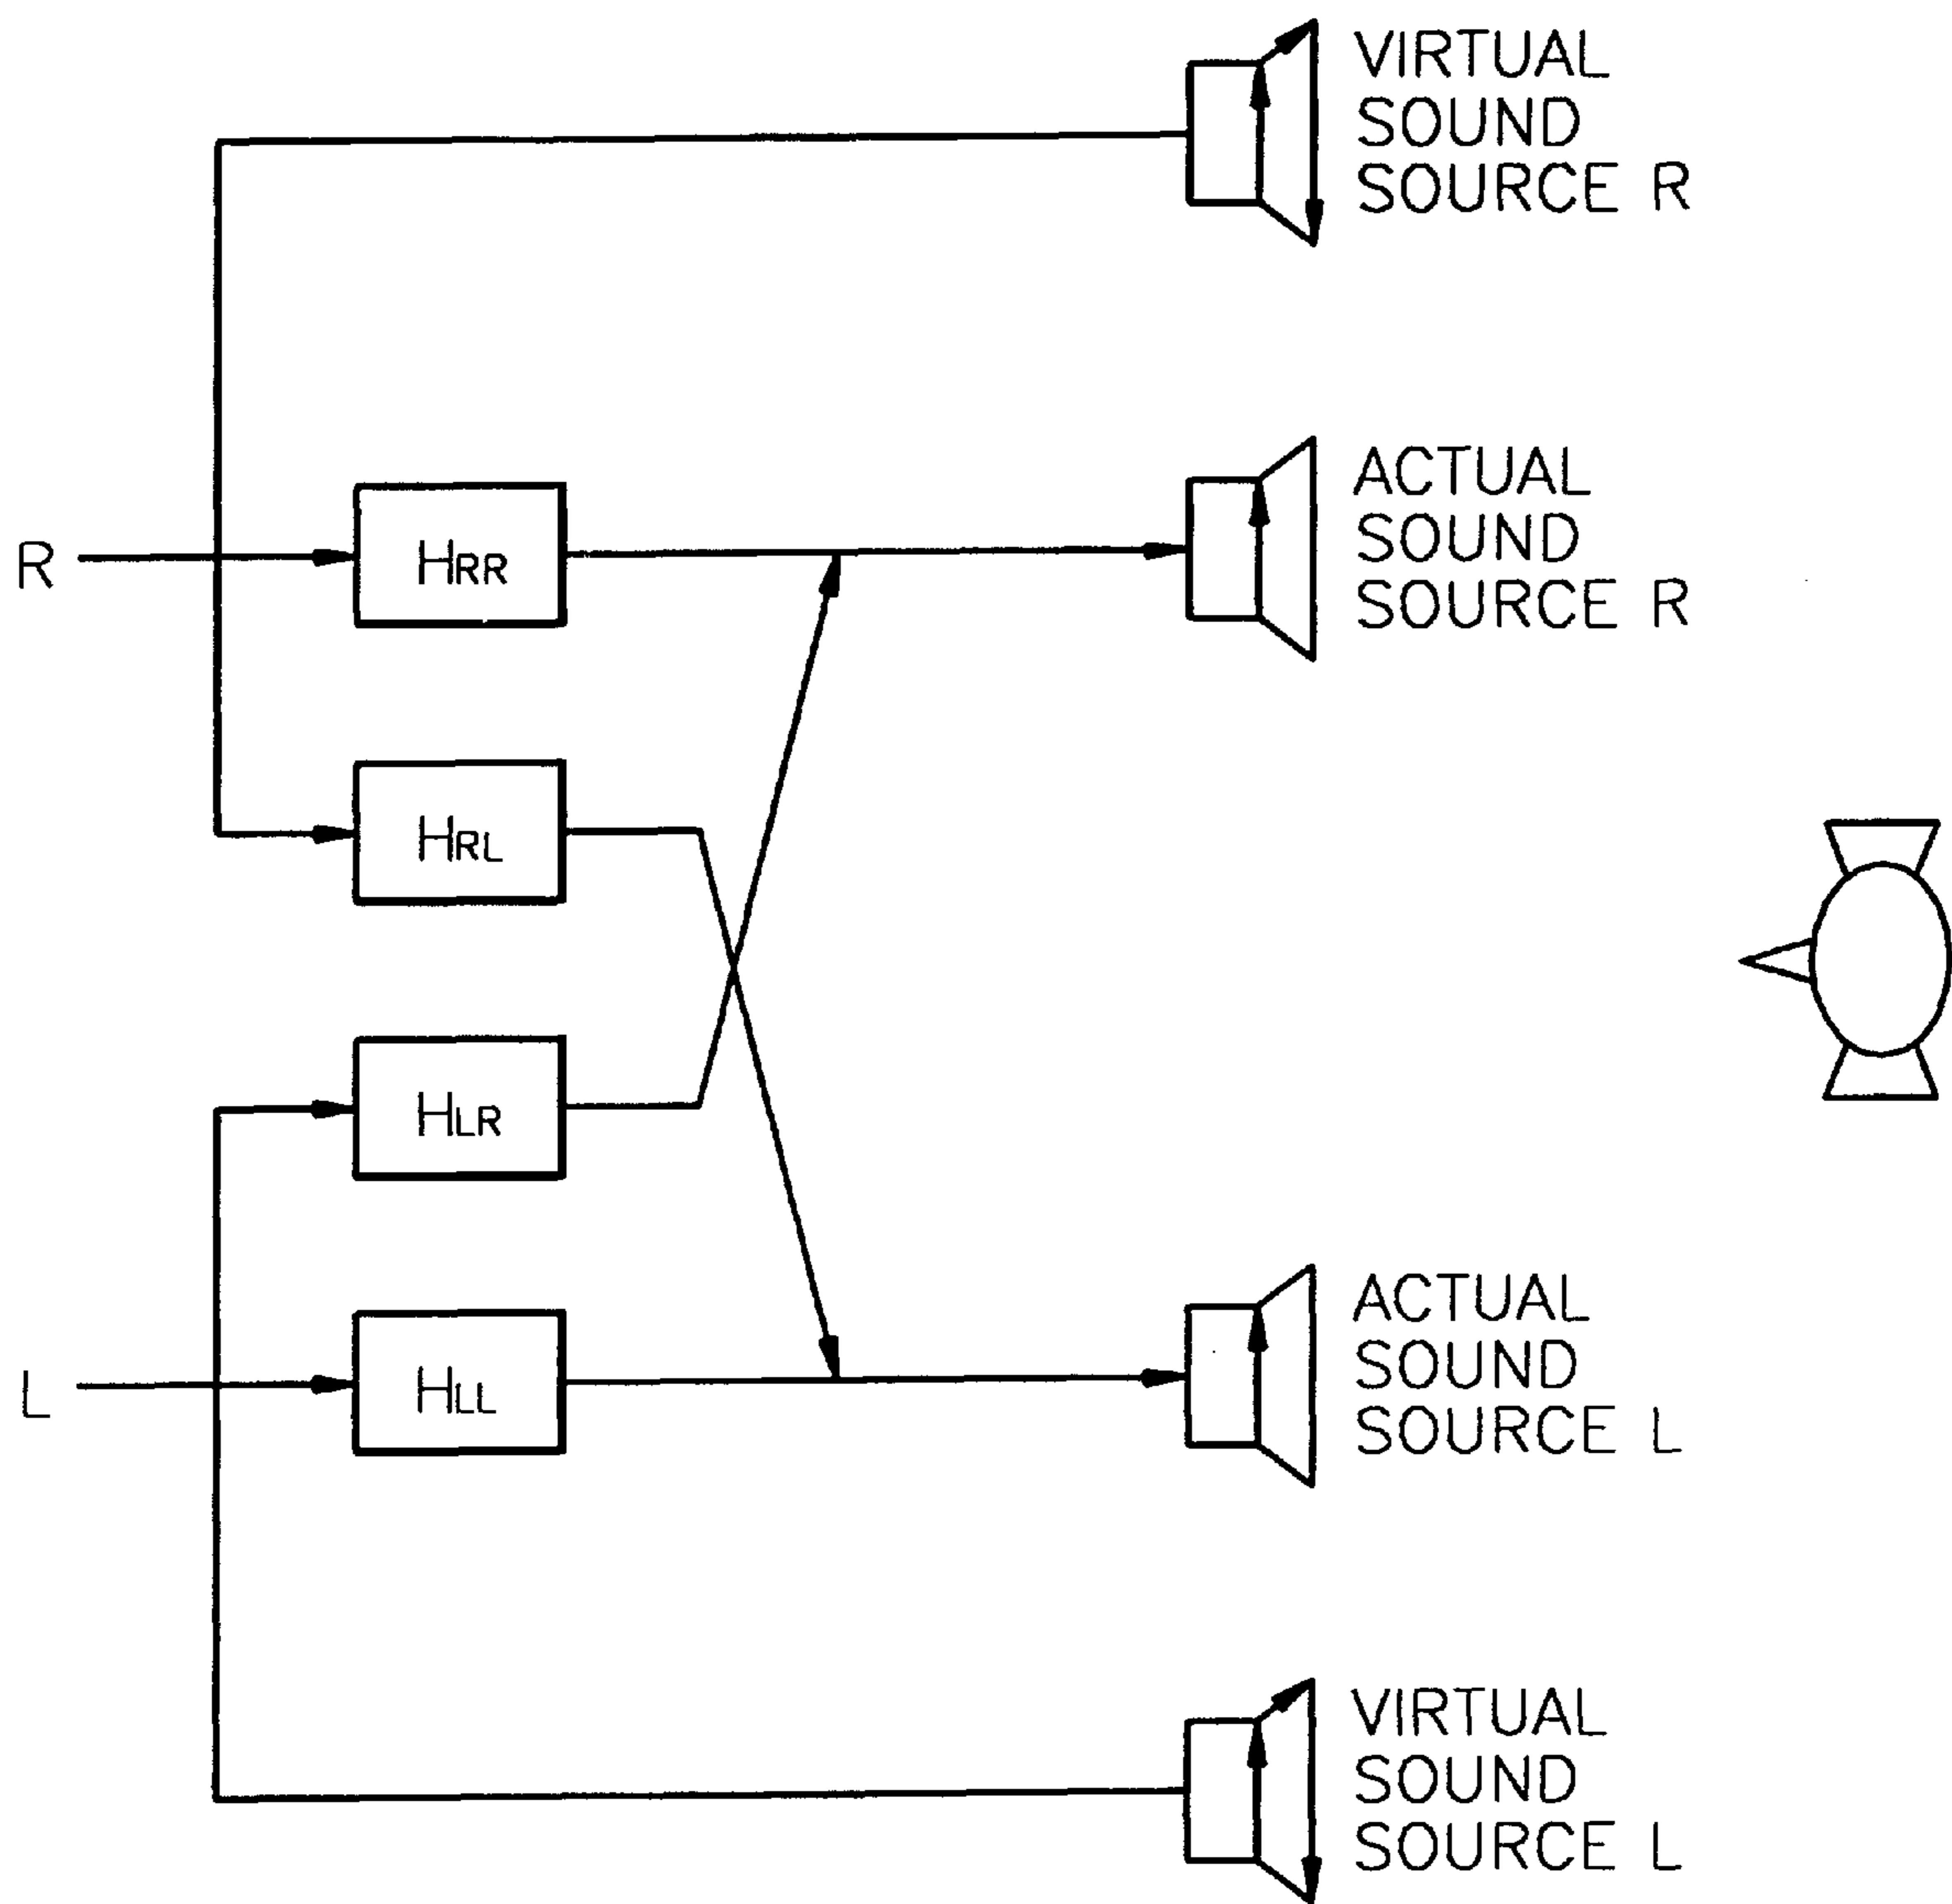 VIRTUAL
SOUND
SOURCE R
ACTUAL
SOUND
SOURCE R
R
HRR
HRL
HLR
L
HLL
ACTUAL
SOUND
SOURCE L
VIRTUAL
SOUND
SOURCE L